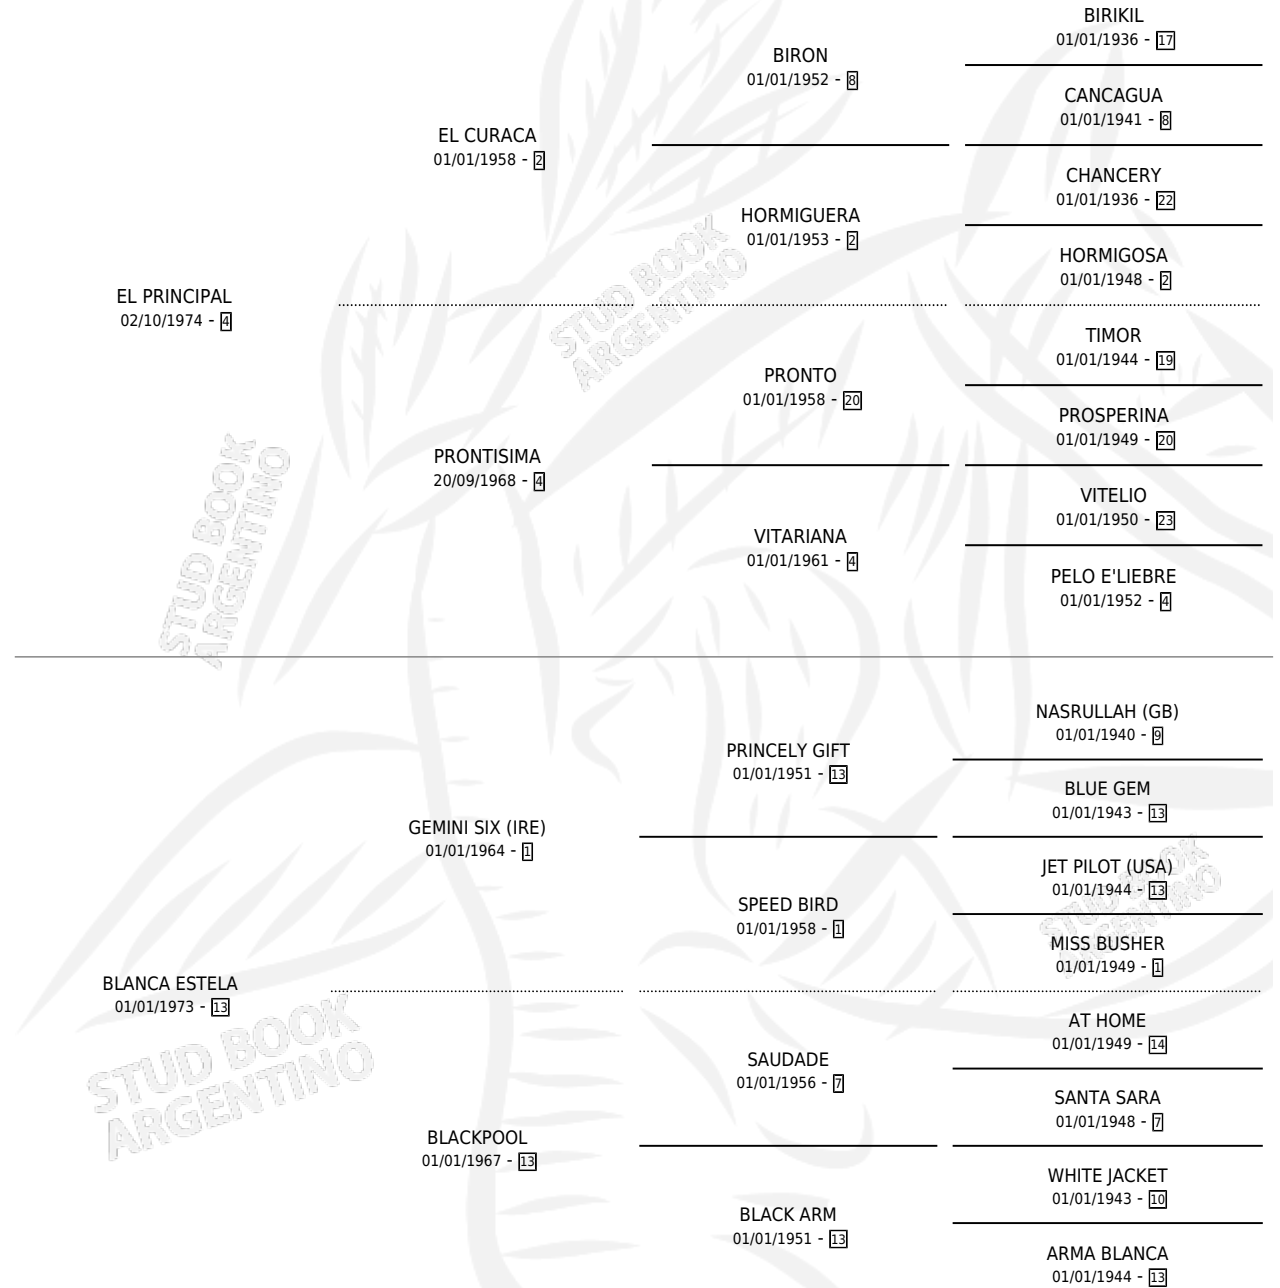 BIRIKIL
01/01/1936 - 17
BIRON
01/01/1952 - 8
CANCAGUA
01/01/1941 - 8
EL CURACA
01/01/1958 - 2
CHANCERY
01/01/1936 - 22
HORMIGUERA
01/01/1953 - 2
HORMIGOSA
01/01/1948 - 2
EL PRINCIPAL
02/10/1974 - 4
TIMOR
01/01/1944 - 19
PRONTO
01/01/1958 - 20
PROSPERINA
01/01/1949 - 20
PRONTISIMA
20/09/1968 - 4
VITELIO
01/01/1950 - 23
VITARIANA
01/01/1961 - 4
PELO E'LIEBRE
01/01/1952 - 4
NASRULLAH (GB)
01/01/1940 - 9
PRINCELY GIFT
01/01/1951 - 13
BLUE GEM
01/01/1943 - 13
GEMINI SIX (IRE)
01/01/1964 - 1
JET PILOT (USA)
01/01/1944 - 13
SPEED BIRD
01/01/1958 - 1
MISS BUSHER
01/01/1949 - 1
BLANCA ESTELA
01/01/1973 - 13
AT HOME
01/01/1949 - 14
SAUDADE
01/01/1956 - 7
SANTA SARA
01/01/1948 - 7
BLACKPOOL
01/01/1967 - 13
WHITE JACKET
01/01/1943 - 10
BLACK ARM
01/01/1951 - 13
ARMA BLANCA
01/01/1944 - 13
STUD BOOK
ARGENTINO
STUD BOOK
ARGENTINO
STUD BOOK
ARGENTINO
STUD BOOK
ARGENTINO